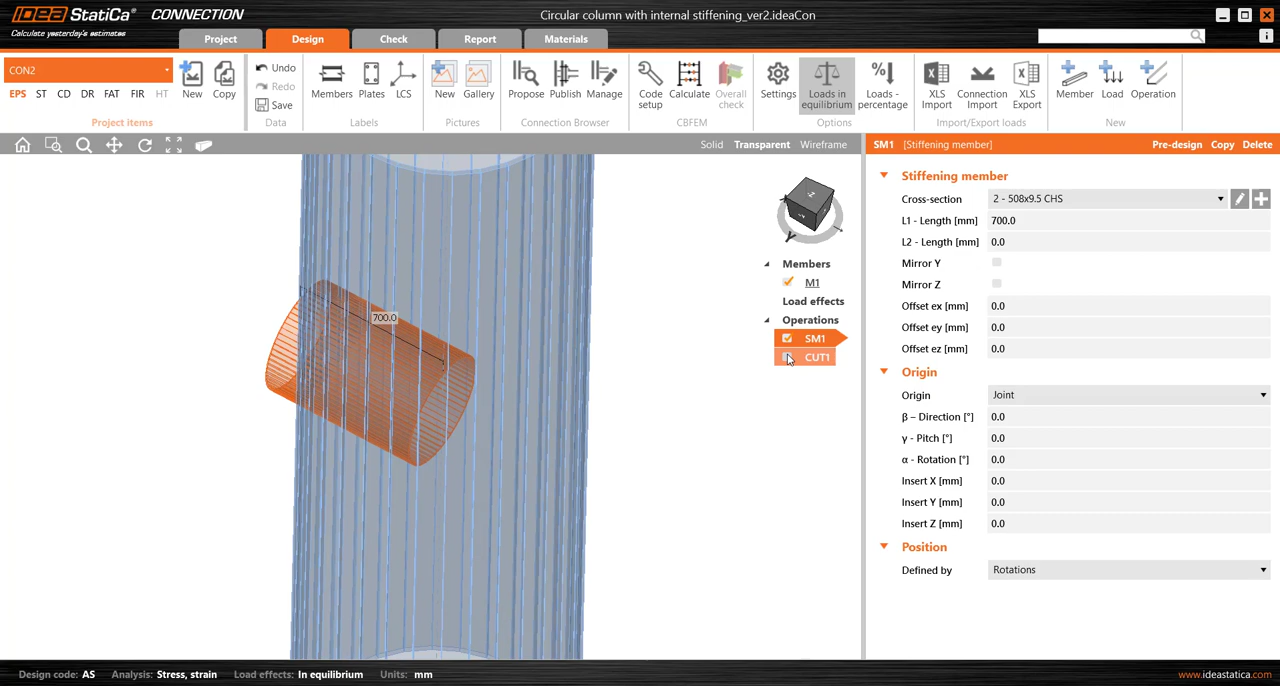 IDEA StatiCa® CONNECTION
Calculate yesterday's estimates
Circular column with internal stiffening_ver2.ideaCon
Project Design Check Report Materials
CON2
EPS ST CD DR FAT FIR HT
New Copy
Project items
Undo
Redo
Save
Data
Members Plates LCS
Labels
New Gallery
Pictures
Propose Publish Manage
Connection Browser
Code setup Calculate Overall check
CBFEM
Settings Loads in equilibrium Loads - percentage
Options
XLS Import Connection Import XLS Export
Import/Export loads
Member Load Operation
New
Solid Transparent Wireframe
SM1 [Stiffening member] Pre-design Copy Delete
700.0
-Z
-Y
Y
Members
M1
Load effects
Operations
SM1
CUT1
Stiffening member
Cross-section 2 - 508x9.5 CHS
L1 - Length [mm] 700.0
L2 - Length [mm] 0.0
Mirror Y
Mirror Z
Offset ex [mm] 0.0
Offset ey [mm] 0.0
Offset ez [mm] 0.0
Origin
Origin Joint
β – Direction [°] 0.0
γ - Pitch [°] 0.0
α - Rotation [°] 0.0
Insert X [mm] 0.0
Insert Y [mm] 0.0
Insert Z [mm] 0.0
Position
Defined by Rotations
Design code: AS Analysis: Stress, strain Load effects: In equilibrium Units: mm
www.ideastatica.com